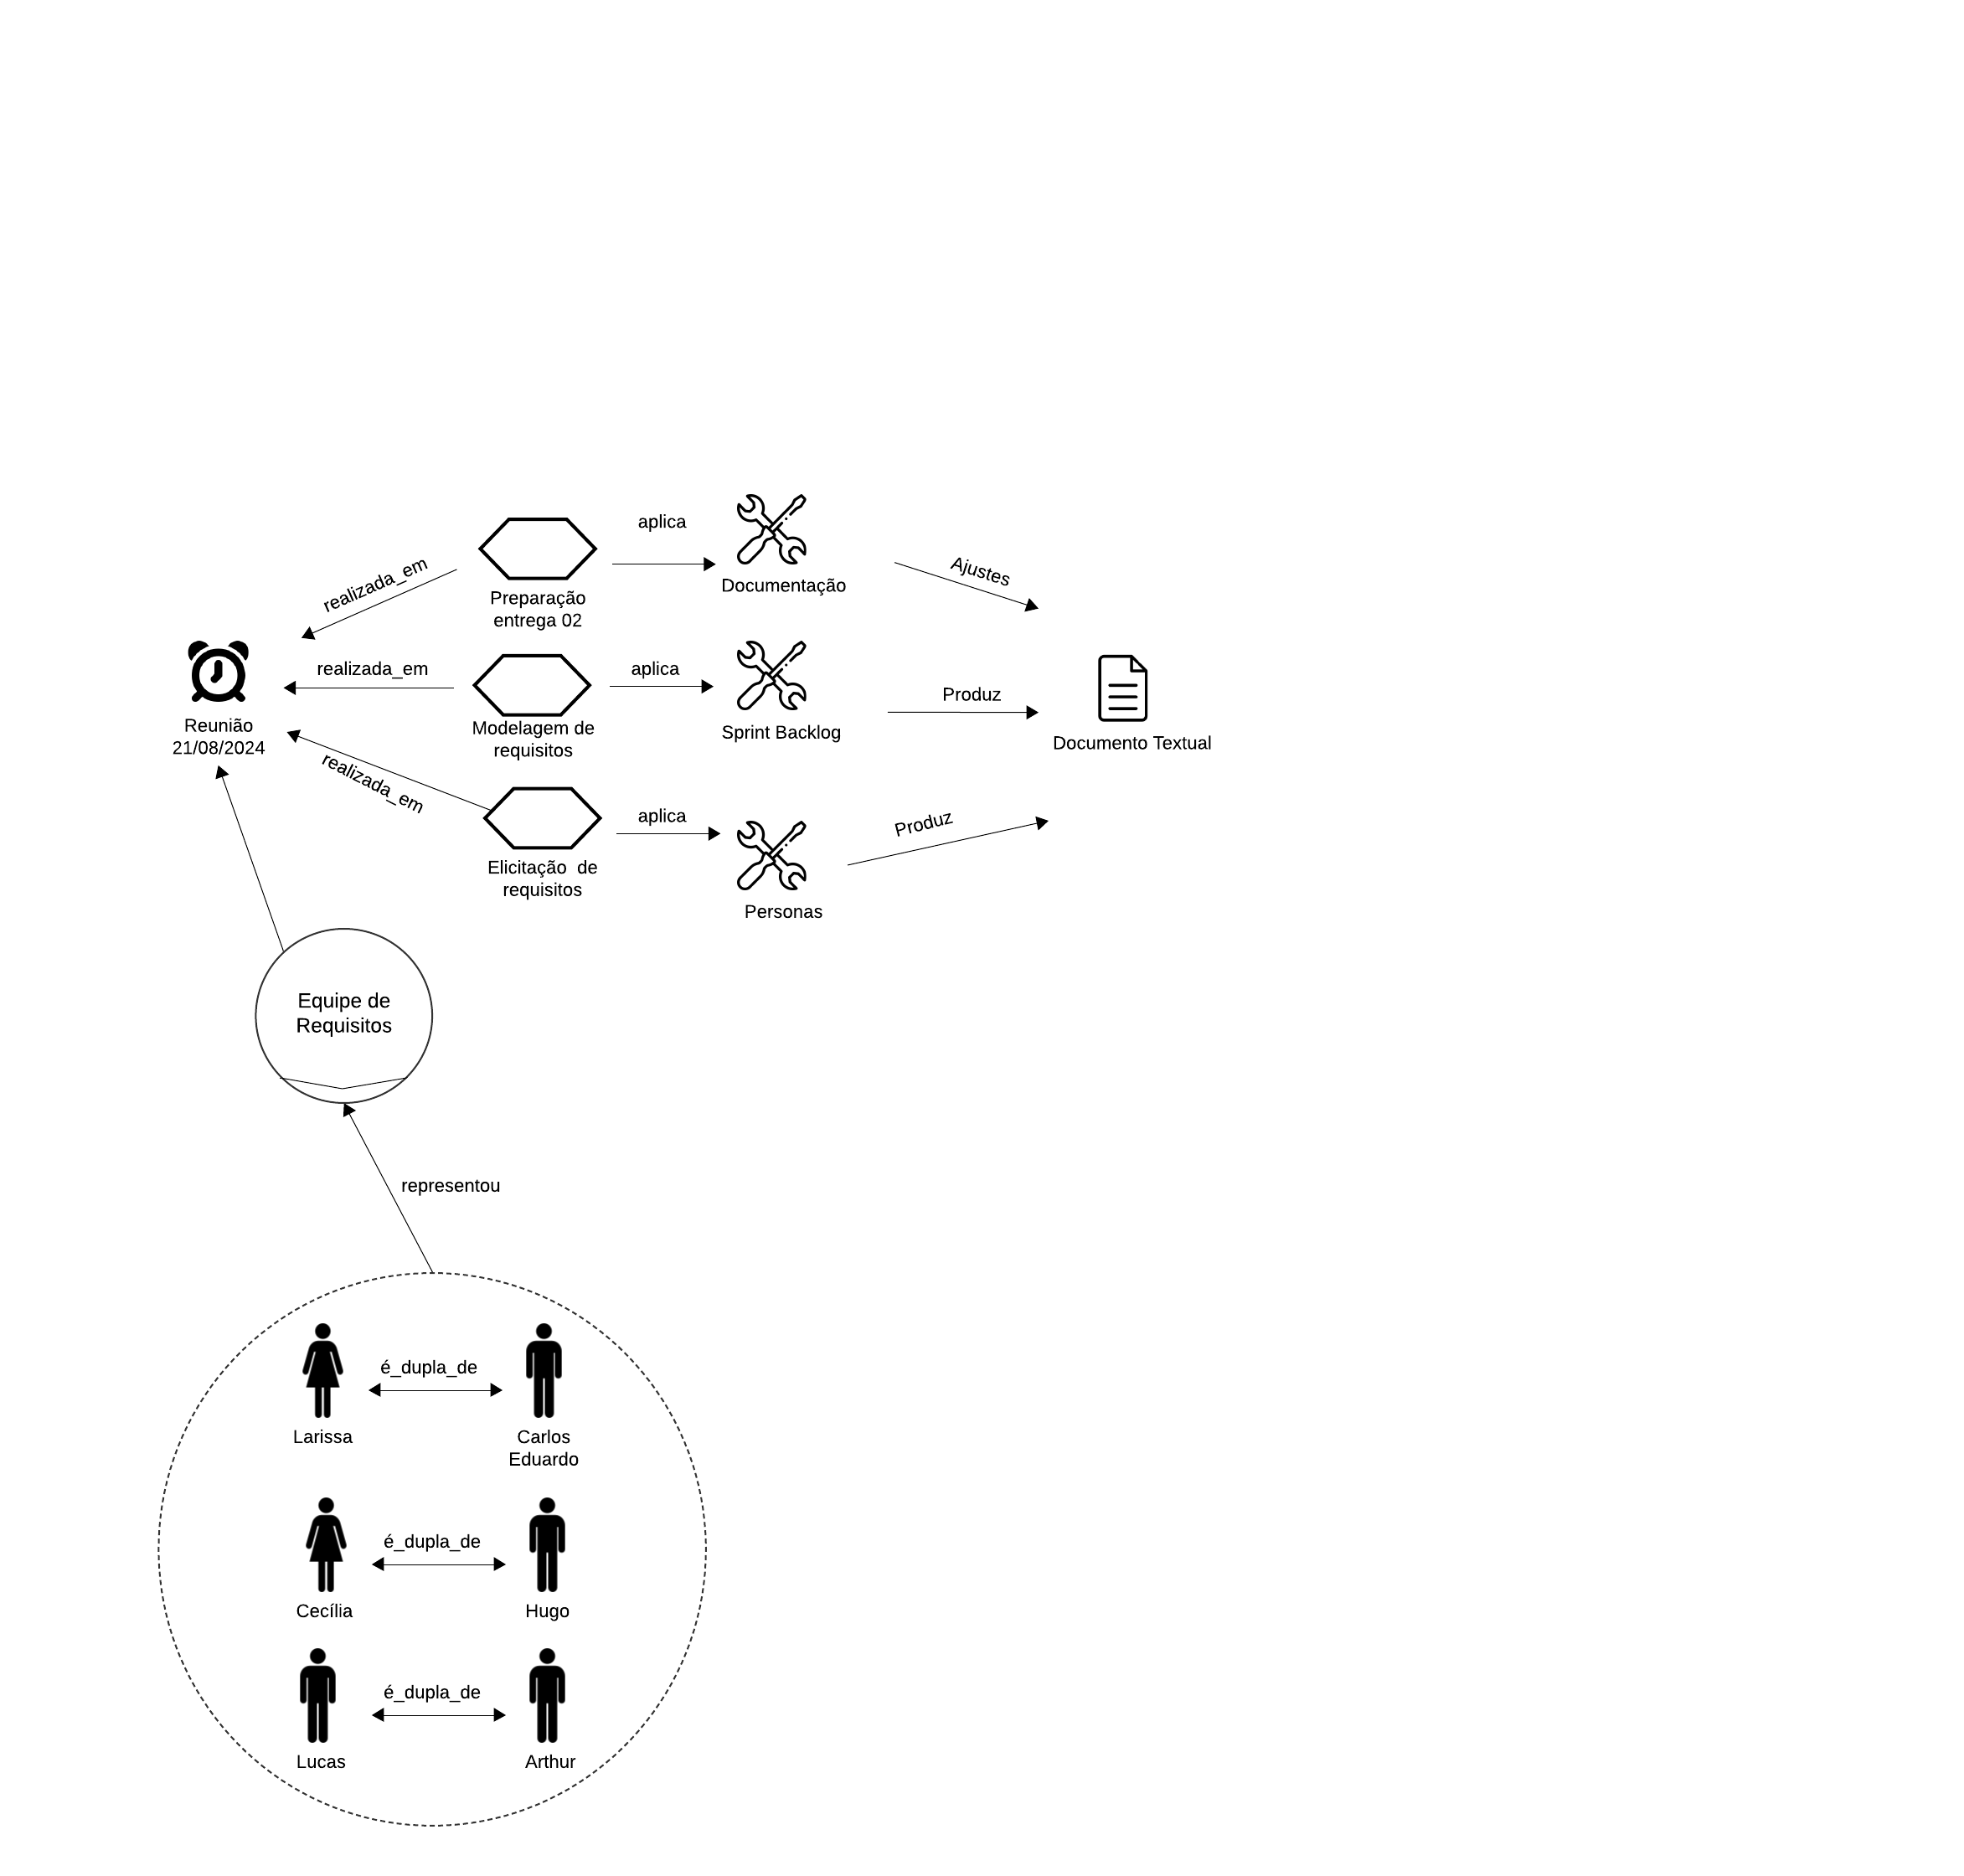 aplica
Documentação
Ajustes
realizada_em
Preparação
entrega 02
realizada_em
aplica
Produz
Reunião
21/08/2024
Modelagem de
requisitos
Sprint Backlog
Documento Textual
realizada_em
aplica
Produz
Elicitação  de
requisitos
Personas
Equipe de
Requisitos
representou
é_dupla_de
Larissa
Carlos
Eduardo
é_dupla_de
Cecília
Hugo
é_dupla_de
Lucas
Arthur